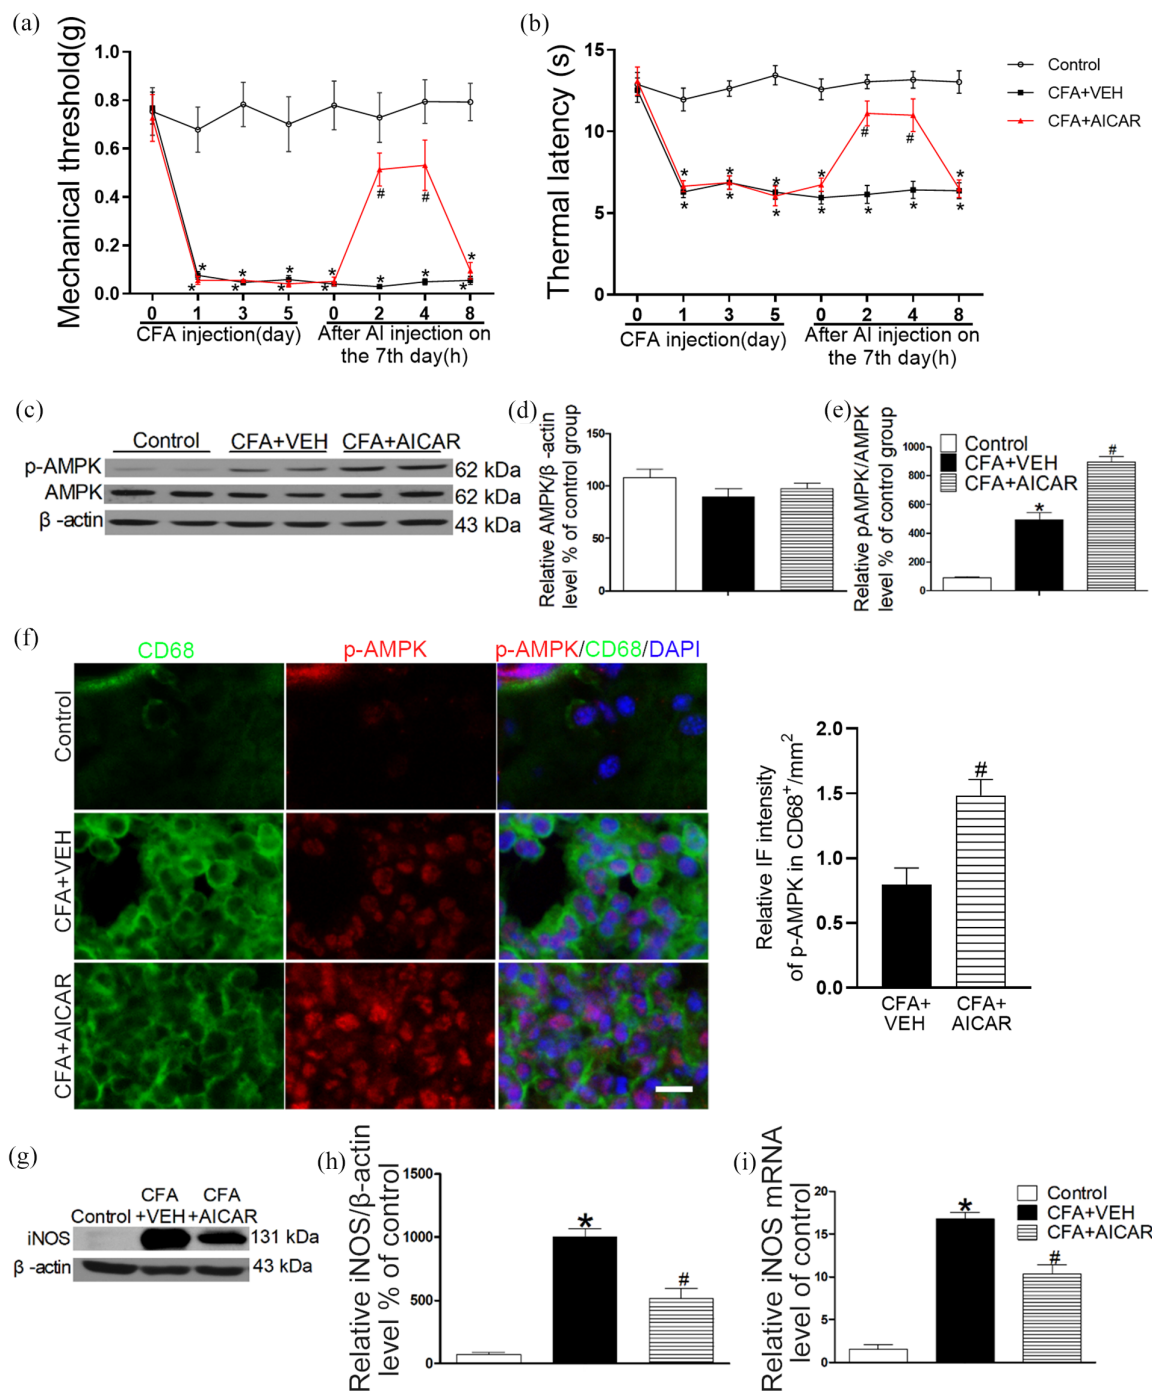 (a)
Mechanical threshold(g)
1.0
0.8
0.6
0.4
0.2
0.0
* * * * * * * *
* * * *
# #
0 1 3 5 0 2 4 8
CFA injection(day)
After AI injection on
the 7th day(h)
(b)
Thermal latency (s)
15
10
5
0
# #
* * * * *
* * * * * * *
0 1 3 5 0 2 4 8
CFA injection(day)
After AI injection on
the 7th day(h)
Control
CFA+VEH
CFA+AICAR
(c)
Control CFA+VEH CFA+AICAR
p-AMPK 62 kDa
AMPK 62 kDa
β -actin 43 kDa
(d)
Relative AMPK/β -actin
level % of control group
150
100
50
0
(e)
Relative pAMPK/AMPK
level % of control group
1000
800
600
400
200
0
*
#
Control
CFA+VEH
CFA+AICAR
(f)
CD68 p-AMPK p-AMPK/CD68/DAPI
Control
CFA+VEH
CFA+AICAR
Relative IF intensity
of p-AMPK in CD68+/mm2
2.0
1.5
1.0
0.5
0.0
#
CFA+
VEH
CFA+
AICAR
(g)
Control
CFA
+VEH
CFA
+AICAR
iNOS 131 kDa
β -actin 43 kDa
(h)
Relative iNOS/β-actin
level % of control
1500
1000
500
0
*
#
(i)
Relative iNOS mRNA
level of control
20
15
10
5
0
*
#
Control
CFA+VEH
CFA+AICAR